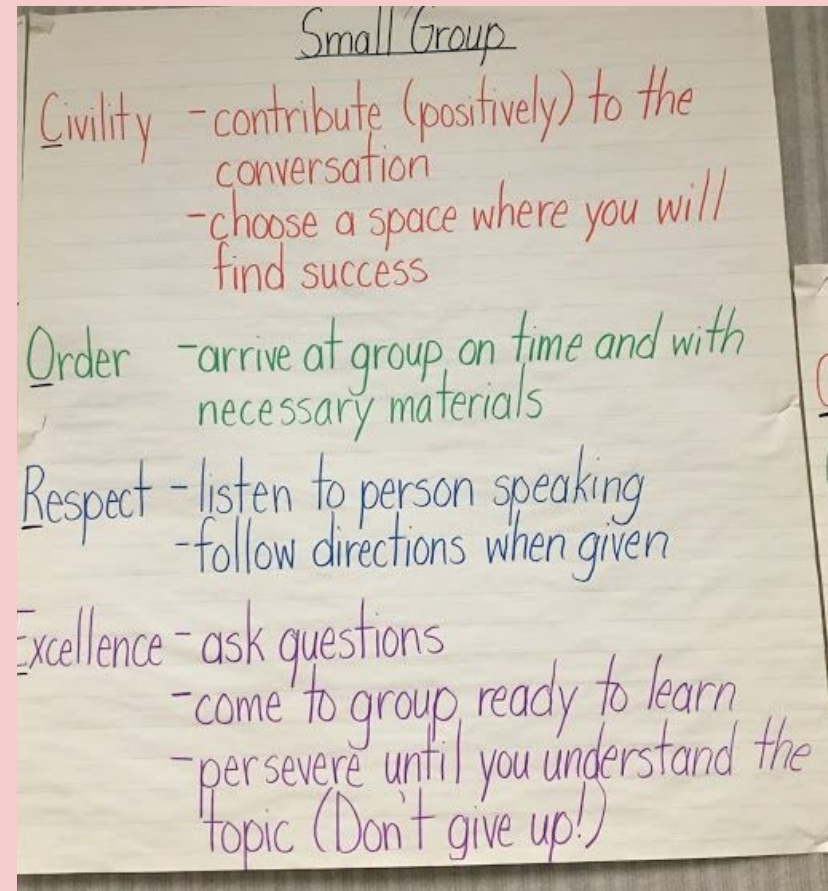 Small Group
Civility - contribute (positively) to the
conversation
- choose a space where you will
find success
Order - arrive at group on time and with
necessary materials
Respect - listen to person speaking
- follow directions when given
Excellence - ask questions
- come to group ready to learn
- persevere until you understand the
topic (Don't give up!)